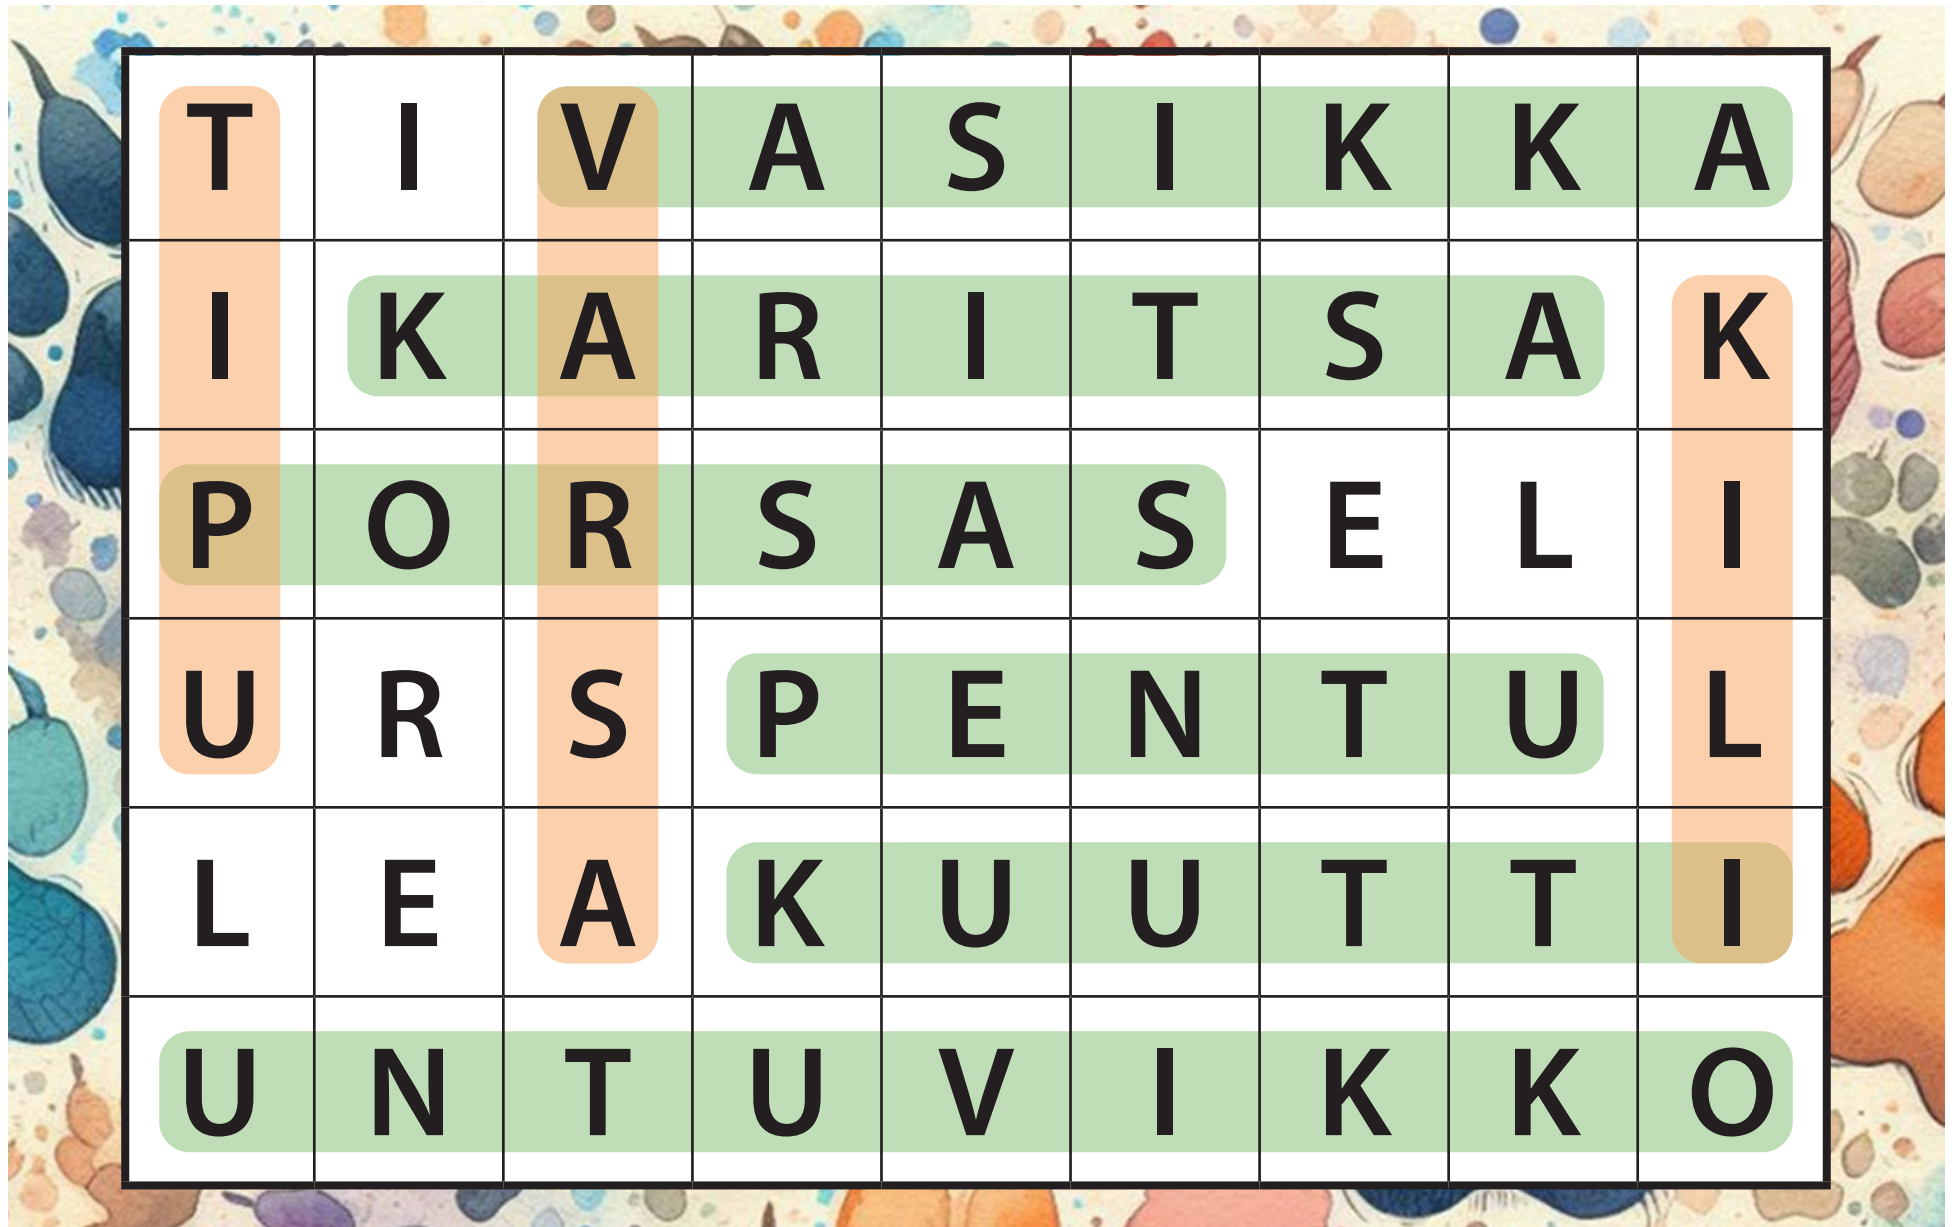 T I V A S I K K A
I K A R I T S A K
P O R S A S E L I
U R S P E N T U L
L E A K U U T T I
U N T U V I K K O